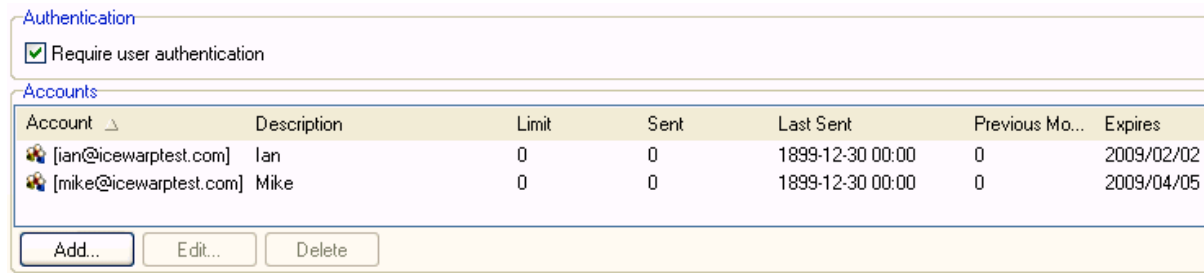 Authentication
Require user authentication
Accounts
Account Description Limit Sent Last Sent Previous Mo... Expires
[ian@icewarptest.com] Ian 0 0 1899-12-30 00:00 0 2009/02/02
[mike@icewarptest.com] Mike 0 0 1899-12-30 00:00 0 2009/04/05
Add... Edit... Delete